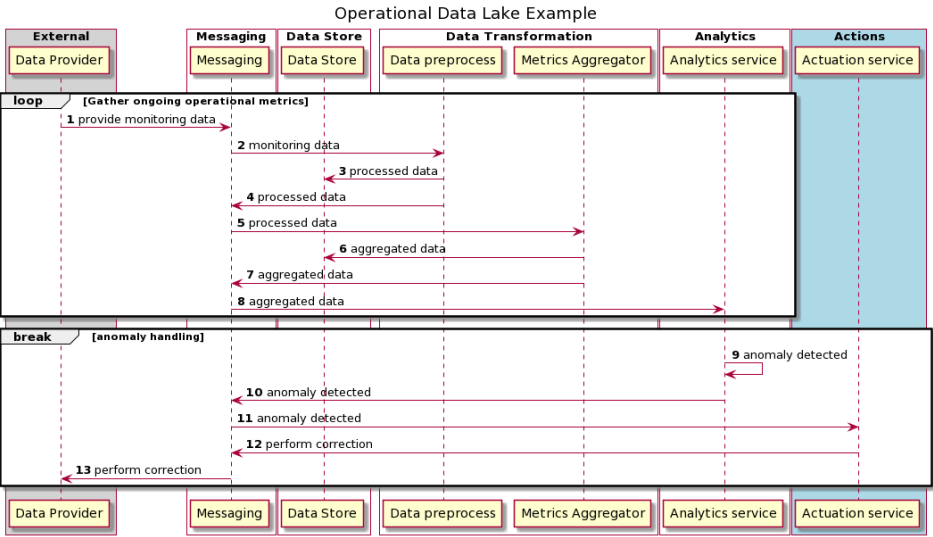 Operational Data Lake Example
External Messaging Data Store Data Transformation Analytics Actions
Data Provider Messaging Data Store Data preprocess Metrics Aggregator Analytics service Actuation service
loop [Gather ongoing operational metrics]
1 provide monitoring data
2 monitoring data
3 processed data
4 processed data
5 processed data
6 aggregated data
7 aggregated data
8 aggregated data
break [anomaly handling]
9 anomaly detected
10 anomaly detected
11 anomaly detected
12 perform correction
13 perform correction
Data Provider Messaging Data Store Data preprocess Metrics Aggregator Analytics service Actuation service